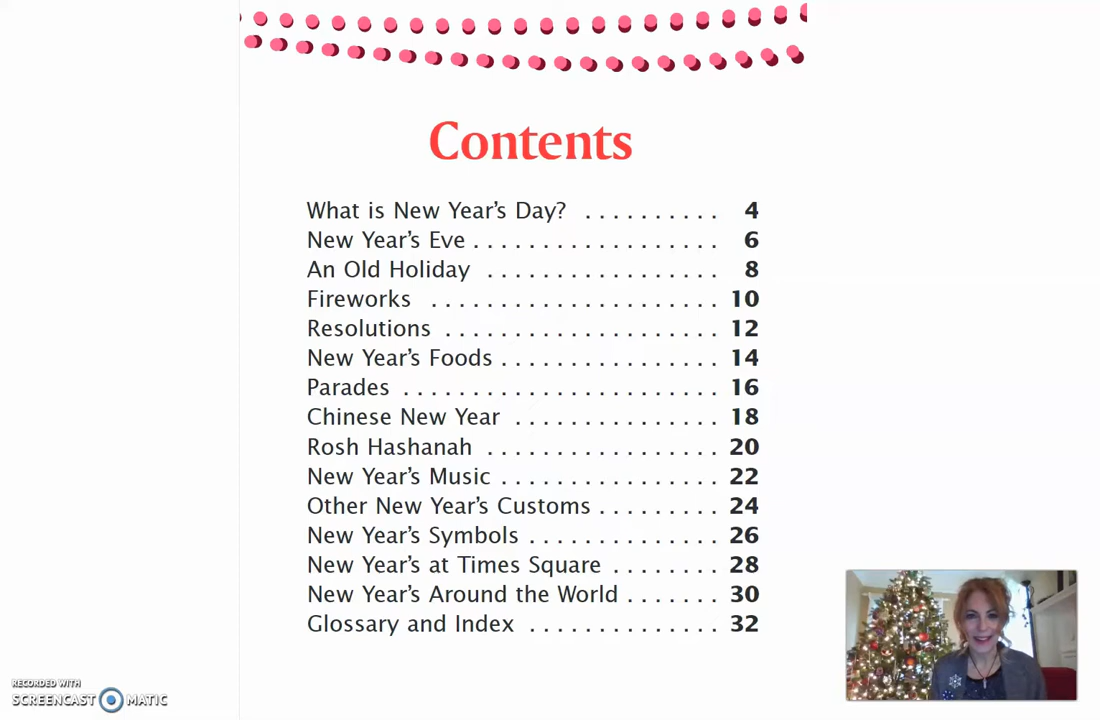 Contents
What is New Year's Day? . . . . . . . . . . 4
New Year's Eve . . . . . . . . . . . . . . . . . . 6
An Old Holiday . . . . . . . . . . . . . . . . . 8
Fireworks . . . . . . . . . . . . . . . . . . . . . 10
Resolutions . . . . . . . . . . . . . . . . . . . . 12
New Year's Foods . . . . . . . . . . . . . . . . 14
Parades . . . . . . . . . . . . . . . . . . . . . . . 16
Chinese New Year . . . . . . . . . . . . . . . 18
Rosh Hashanah . . . . . . . . . . . . . . . . . 20
New Year's Music . . . . . . . . . . . . . . . . 22
Other New Year's Customs . . . . . . . . . 24
New Year's Symbols . . . . . . . . . . . . . . 26
New Year's at Times Square . . . . . . . . 28
New Year's Around the World . . . . . . . 30
Glossary and Index . . . . . . . . . . . . . . 32
RECORDED WITH
SCREENCAST MATIC